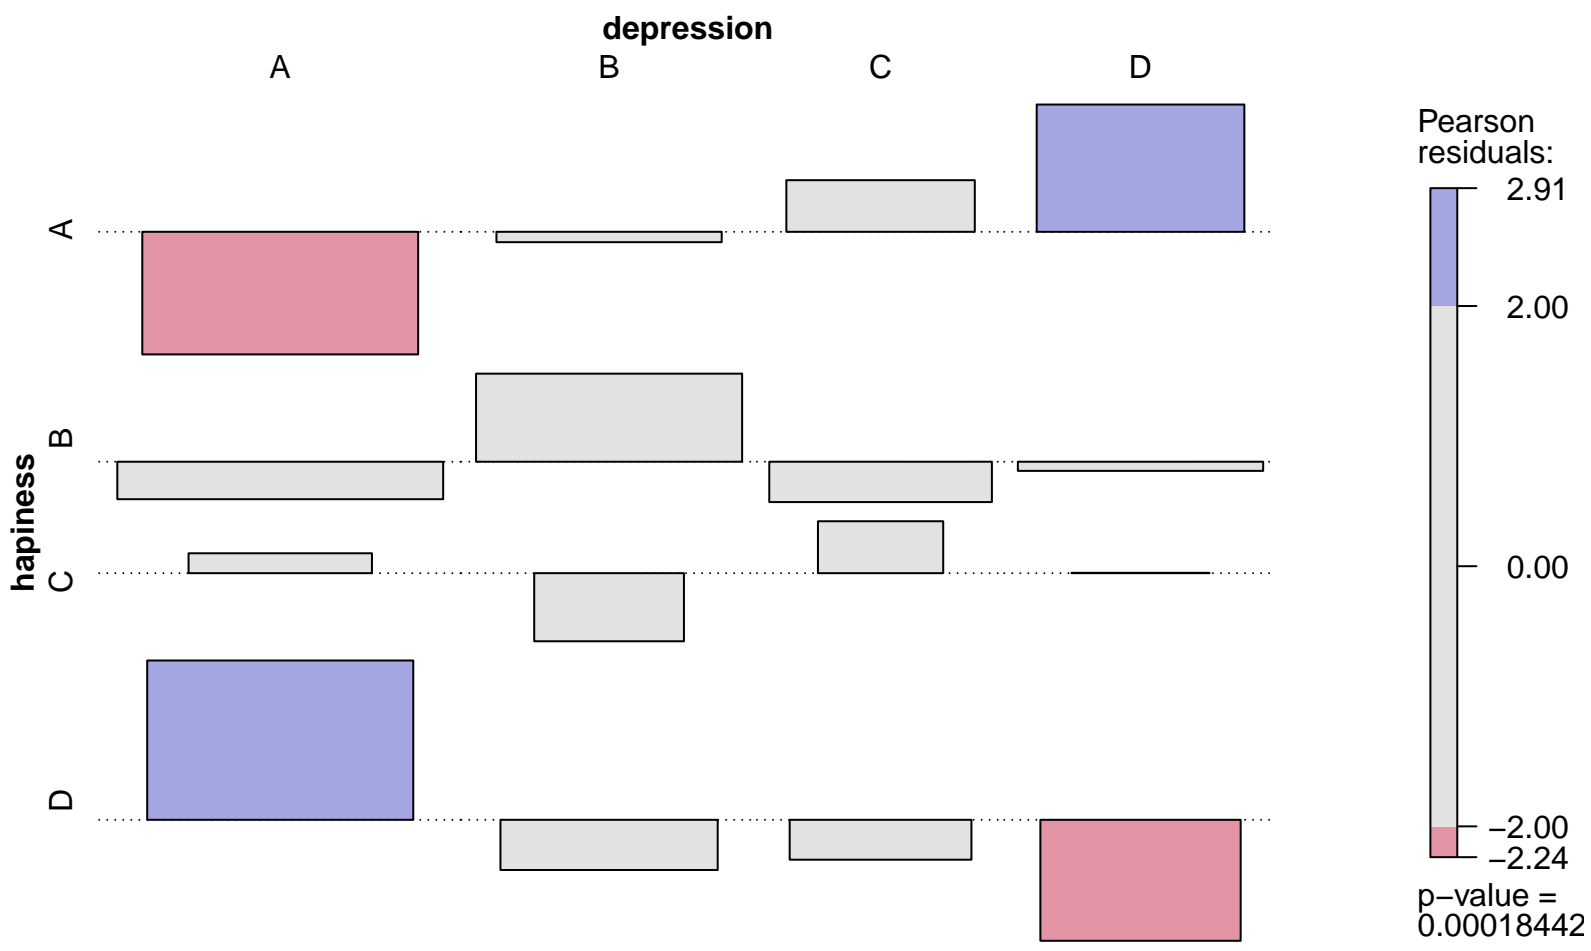 depression
A B C D
hapiness
A
B
C
D
Pearson
residuals:
2.91
2.00
0.00
−2.00
−2.24
p−value =
0.00018442